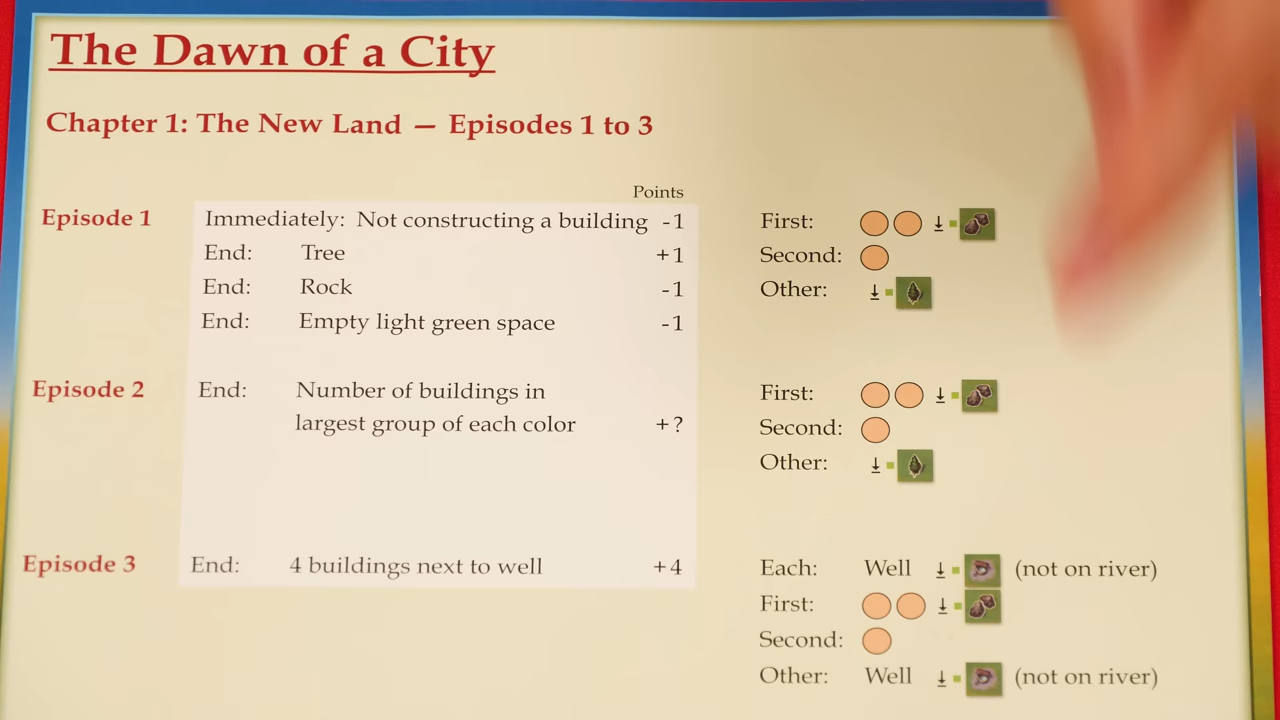 The Dawn of a City
Chapter 1: The New Land — Episodes 1 to 3
Points
Episode 1 Immediately: Not constructing a building -1 First:
End: Tree +1 Second:
End: Rock -1 Other:
End: Empty light green space -1
Episode 2 End: Number of buildings in First:
largest group of each color +? Second:
Other:
Episode 3 End: 4 buildings next to well +4 Each: Well (not on river)
First:
Second:
Other: Well (not on river)